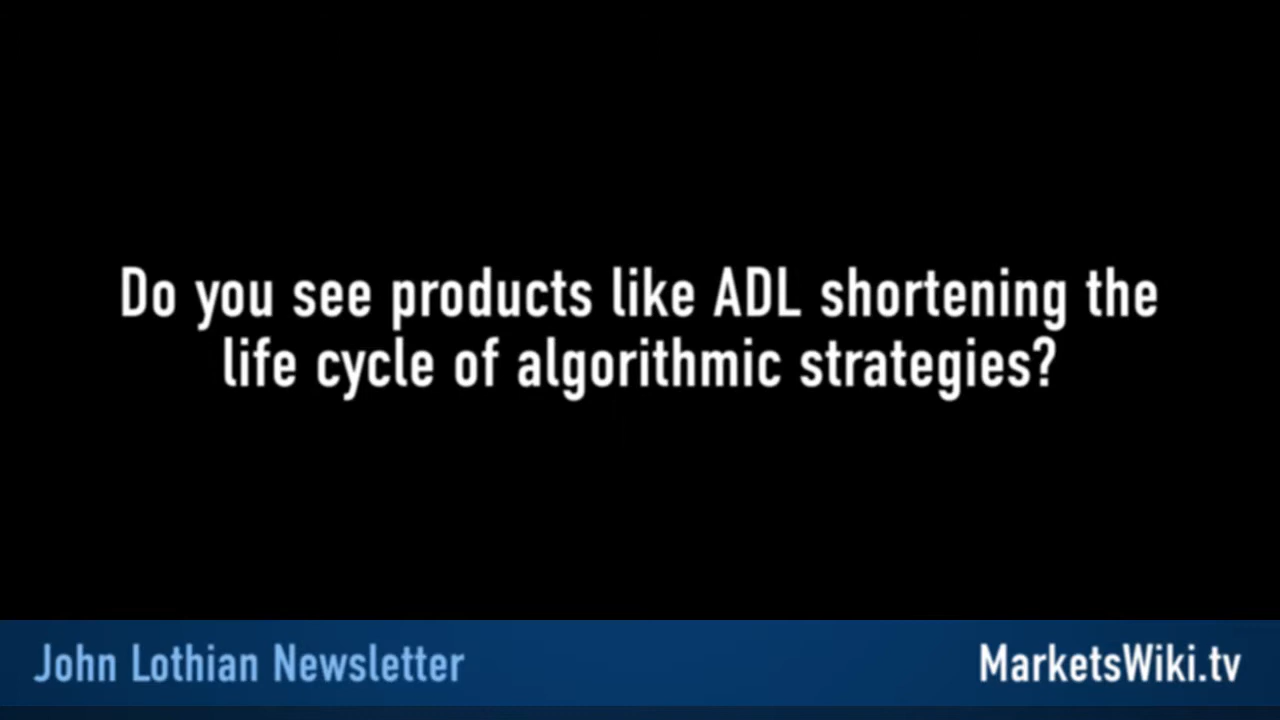 Do you see products like ADL shortening the
life cycle of algorithmic strategies?
John Lothian Newsletter
MarketsWiki.tv